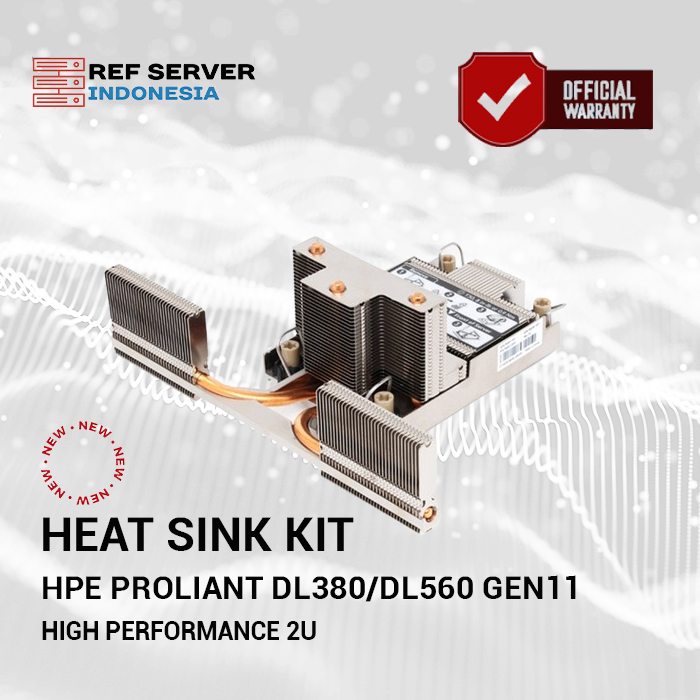 REF SERVER
INDONESIA
OFFICIAL
WARRANTY
NEW • NEW • NEW • NEW • NEW •
HEAT SINK KIT
HPE PROLIANT DL380/DL560 GEN11
HIGH PERFORMANCE 2U